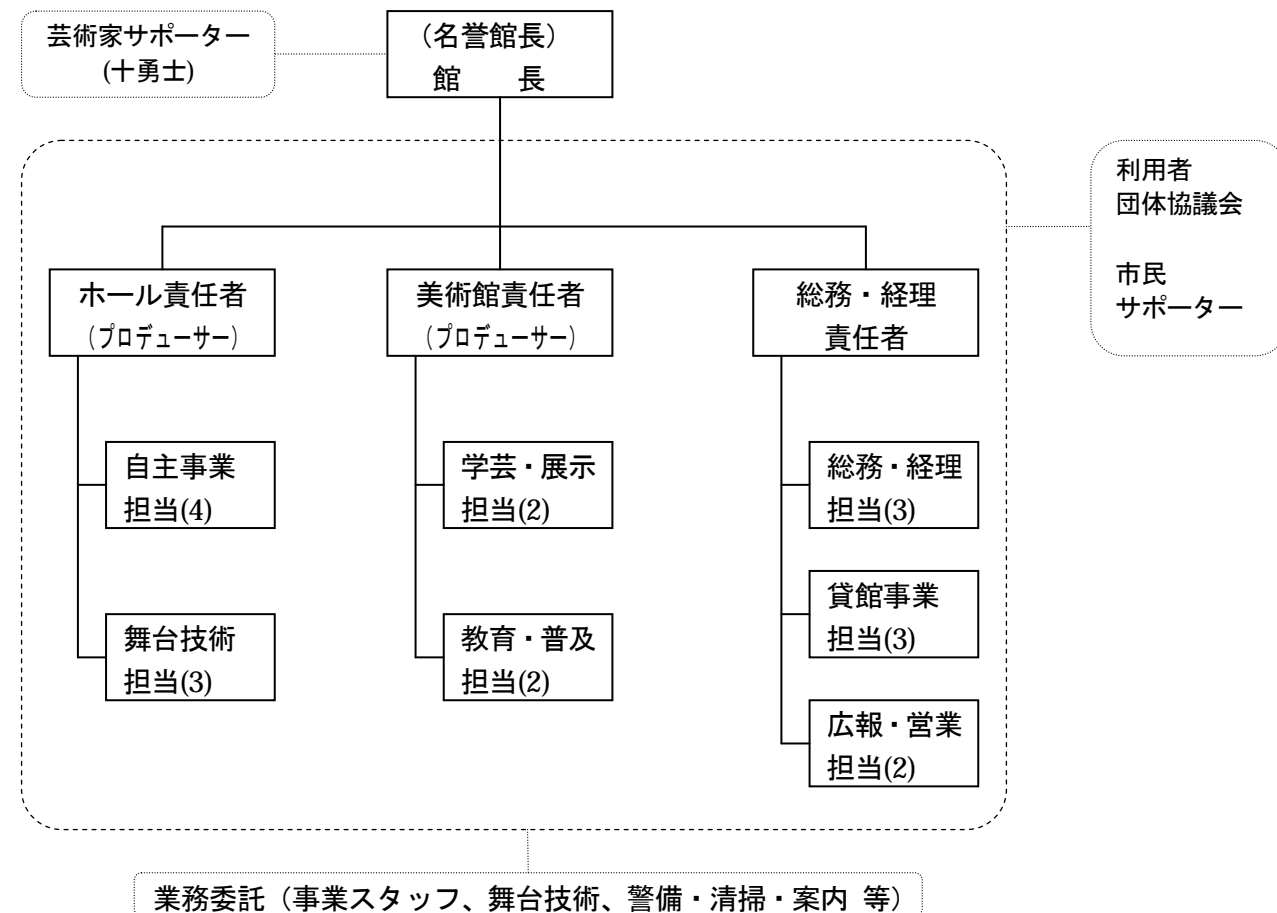 芸術家サポーター
(十勇士)
（名誉館長）
館　　長
利用者
団体協議会
市民
サポーター
ホール責任者
（プロデューサー）
美術館責任者
（プロデューサー）
総務・経理
責任者
自主事業
担当(4)
学芸・展示
担当(2)
総務・経理
担当(3)
舞台技術
担当(3)
教育・普及
担当(2)
貸館事業
担当(3)
広報・営業
担当(2)
業務委託（事業スタッフ、舞台技術、警備・清掃・案内 等）